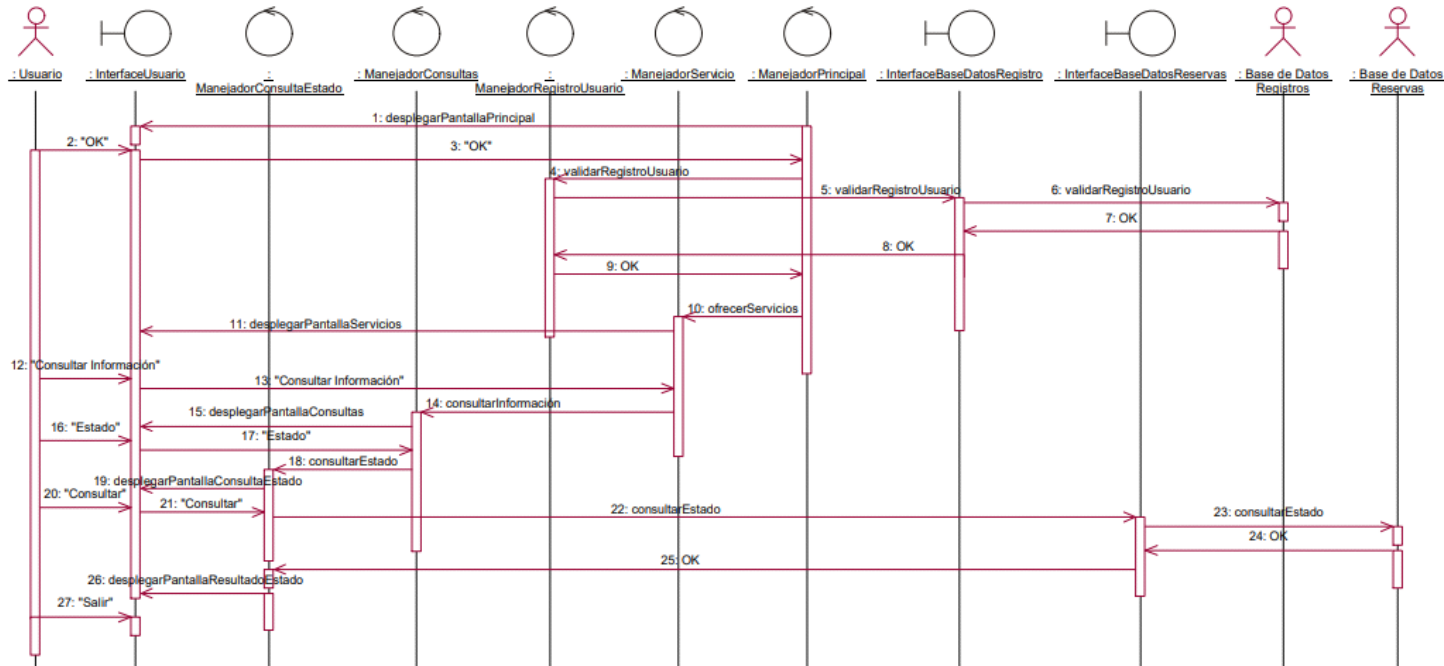 : Usuario
: InterfaceUsuario
:
ManejadorConsultaEstado
: ManejadorConsultas
:
ManejadorRegistroUsuario
: ManejadorServicio
: ManejadorPrincipal
: InterfaceBaseDatosRegistro
: InterfaceBaseDatosReservas
: Base de Datos
Registros
: Base de Datos
Reservas
1: desplegarPantallaPrincipal
2: "OK"
3: "OK"
4: validarRegistroUsuario
5: validarRegistroUsuario
6: validarRegistroUsuario
7: OK
8: OK
9: OK
10: ofrecerServicios
11: desplegarPantallaServicios
12: "Consultar Información"
13: "Consultar Información"
14: consultarInformación
15: desplegarPantallaConsultas
16: "Estado"
17: "Estado"
18: consultarEstado
19: desplegarPantallaConsultaEstado
20: "Consultar"
21: "Consultar"
22: consultarEstado
23: consultarEstado
24: OK
25: OK
26: desplegarPantallaResultadoEstado
27: "Salir"